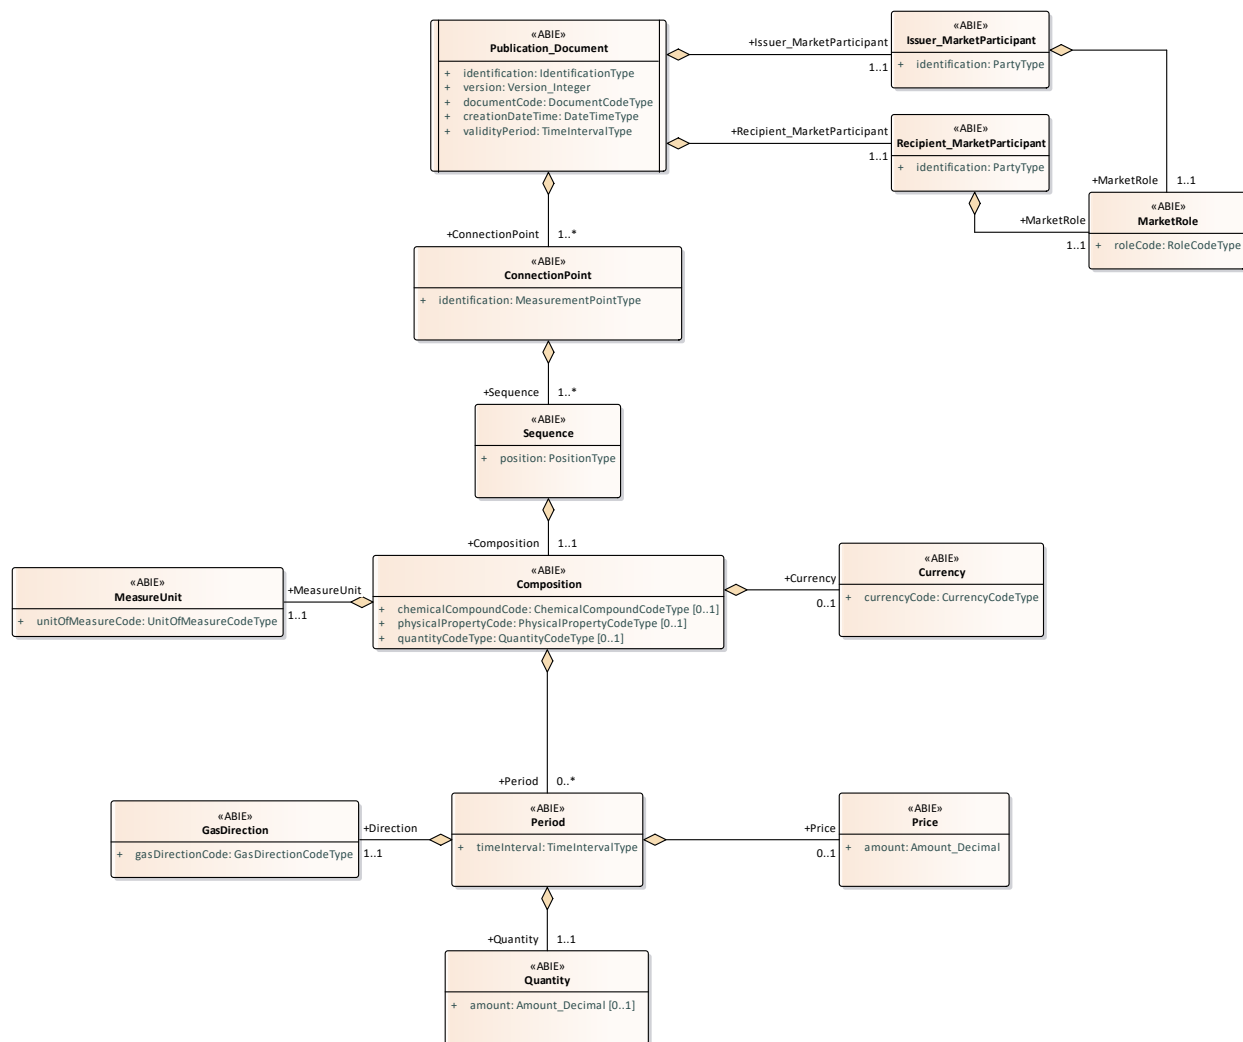 «ABIE»
Publication_Document
+ identification: IdentificationType
+ version: Version_Integer
+ documentCode: DocumentCodeType
+ creationDateTime: DateTimeType
+ validityPeriod: TimeIntervalType
+Issuer_MarketParticipant
1..1
«ABIE»
Issuer_MarketParticipant
+ identification: PartyType
+Recipient_MarketParticipant
1..1
«ABIE»
Recipient_MarketParticipant
+ identification: PartyType
+MarketRole 1..1
+MarketRole
1..1
«ABIE»
MarketRole
+ roleCode: RoleCodeType
+ConnectionPoint 1..*
«ABIE»
ConnectionPoint
+ identification: MeasurementPointType
+Sequence 1..*
«ABIE»
Sequence
+ position: PositionType
+Composition 1..1
«ABIE»
Composition
+ chemicalCompoundCode: ChemicalCompoundCodeType [0..1]
+ physicalPropertyCode: PhysicalPropertyCodeType [0..1]
+ quantityCodeType: QuantityCodeType [0..1]
+MeasureUnit
1..1
«ABIE»
MeasureUnit
+ unitOfMeasureCode: UnitOfMeasureCodeType
+Currency
0..1
«ABIE»
Currency
+ currencyCode: CurrencyCodeType
+Period 0..*
«ABIE»
Period
+ timeInterval: TimeIntervalType
+Direction
1..1
«ABIE»
GasDirection
+ gasDirectionCode: GasDirectionCodeType
+Price
0..1
«ABIE»
Price
+ amount: Amount_Decimal
+Quantity 1..1
«ABIE»
Quantity
+ amount: Amount_Decimal [0..1]